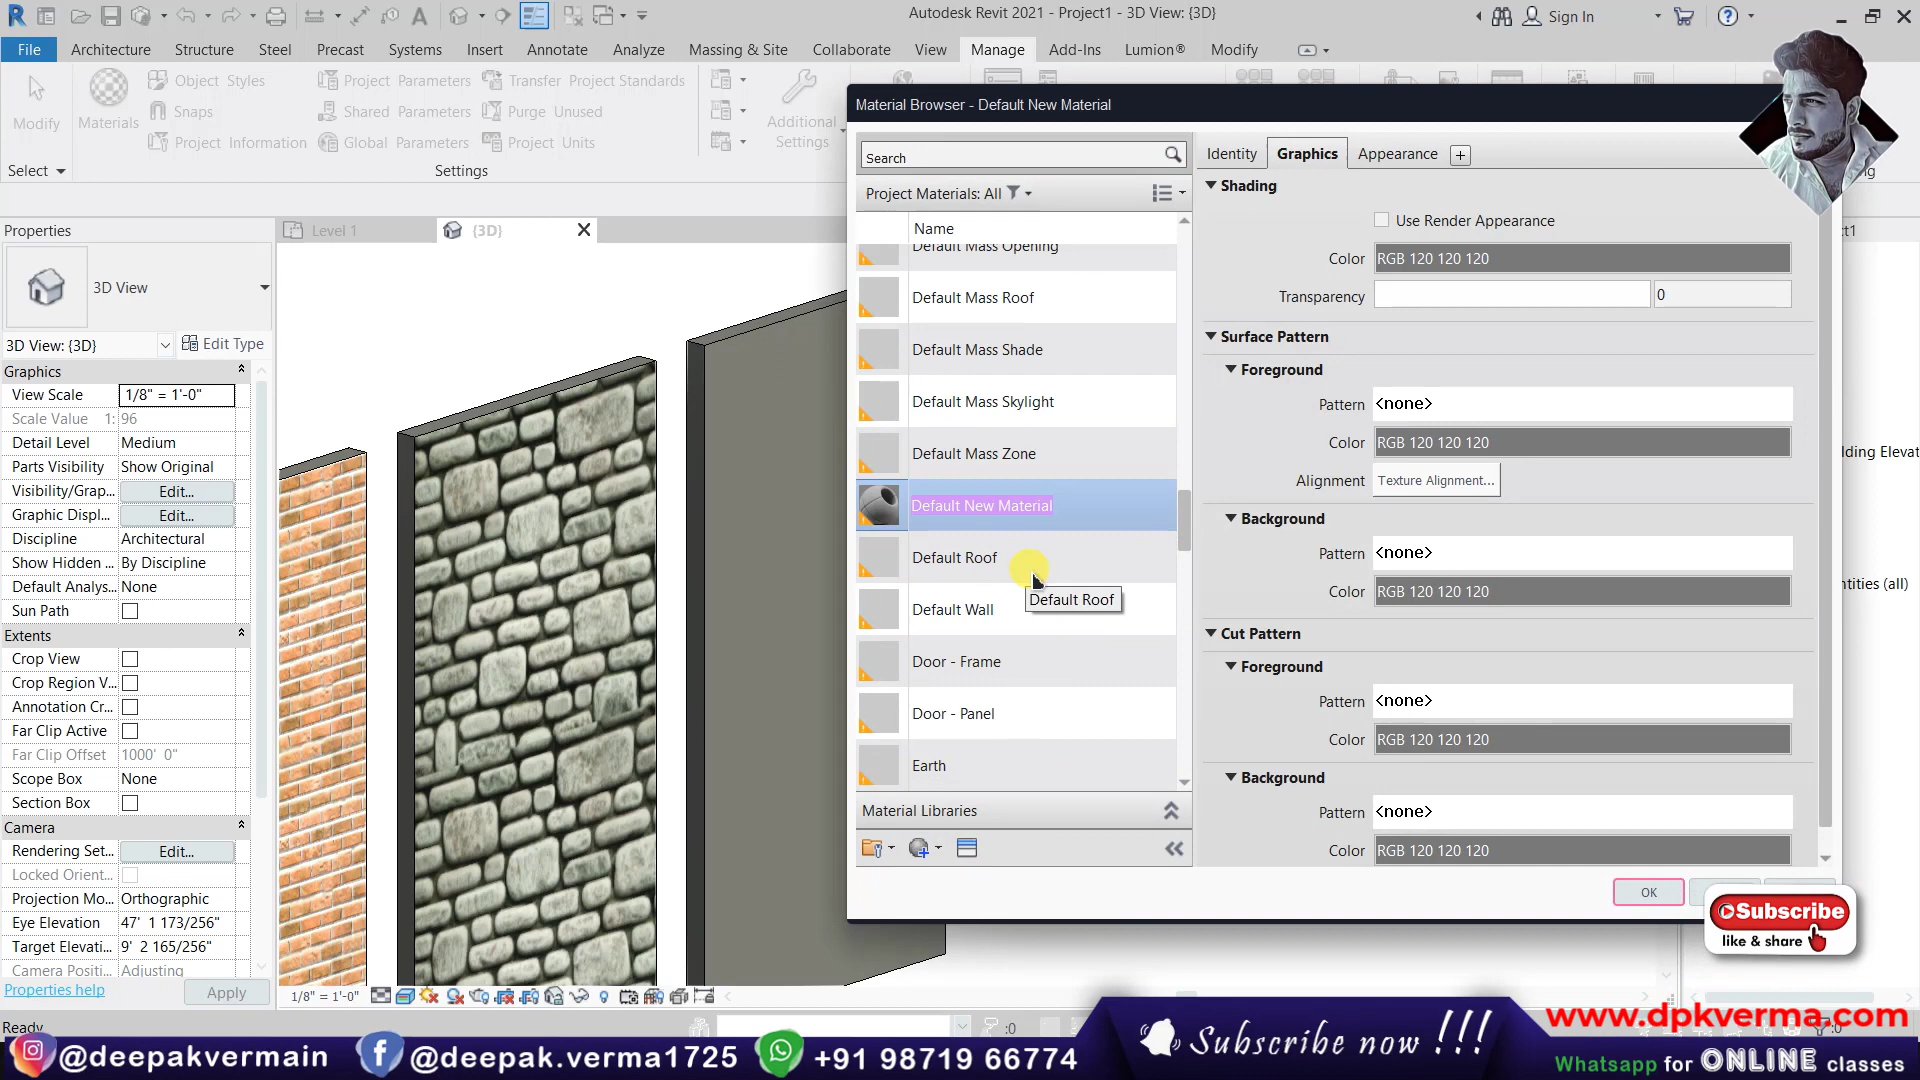 Autodesk Revit 2021 - Project1 - 3D View: {3D}
Sign In
File Architecture Structure Steel Precast Systems Insert Annotate Analyze Massing & Site Collaborate View Manage Add-Ins Lumion® Modify
Modify
Materials
Object Styles
Snaps
Project Information
Project Parameters
Shared Parameters
Global Parameters
Transfer Project Standards
Purge Unused
Project Units
Additional Settings
Select
Settings
Level 1
{3D}
Properties
3D View
3D View: {3D}
Edit Type
Graphics
View Scale 1/8" = 1'-0"
Scale Value 1: 96
Detail Level Medium
Parts Visibility Show Original
Visibility/Grap... Edit...
Graphic Displ... Edit...
Discipline Architectural
Show Hidden ... By Discipline
Default Analys... None
Sun Path
Extents
Crop View
Crop Region V...
Annotation Cr...
Far Clip Active
Far Clip Offset 1000' 0"
Scope Box None
Section Box
Camera
Rendering Set... Edit...
Locked Orient...
Projection Mo... Orthographic
Eye Elevation 47' 1 173/256"
Target Elevati... 9' 2 165/256"
Camera Positi... Adjusting
Properties help
Apply
1/8" = 1'-0"
Ready
:0
Material Browser - Default New Material
Search
Project Materials: All
Name
Default Mass Opening
Default Mass Roof
Default Mass Shade
Default Mass Skylight
Default Mass Zone
Default New Material
Default Roof
Default Roof
Default Wall
Door - Frame
Door - Panel
Earth
Material Libraries
Identity Graphics Appearance
Shading
Use Render Appearance
Color RGB 120 120 120
Transparency 0
Surface Pattern
Foreground
Pattern <none>
Color RGB 120 120 120
Alignment Texture Alignment...
Background
Pattern <none>
Color RGB 120 120 120
Cut Pattern
Foreground
Pattern <none>
Color RGB 120 120 120
Background
Pattern <none>
Color RGB 120 120 120
OK
ct1
lding Elevat
ntities (all)
Subscribe
like & share
@deepakvermain
@deepak.verma1725
+91 98719 66774
Subscribe now !!!
www.dpkverma.com
:0
Whatsapp for ONLINE classes